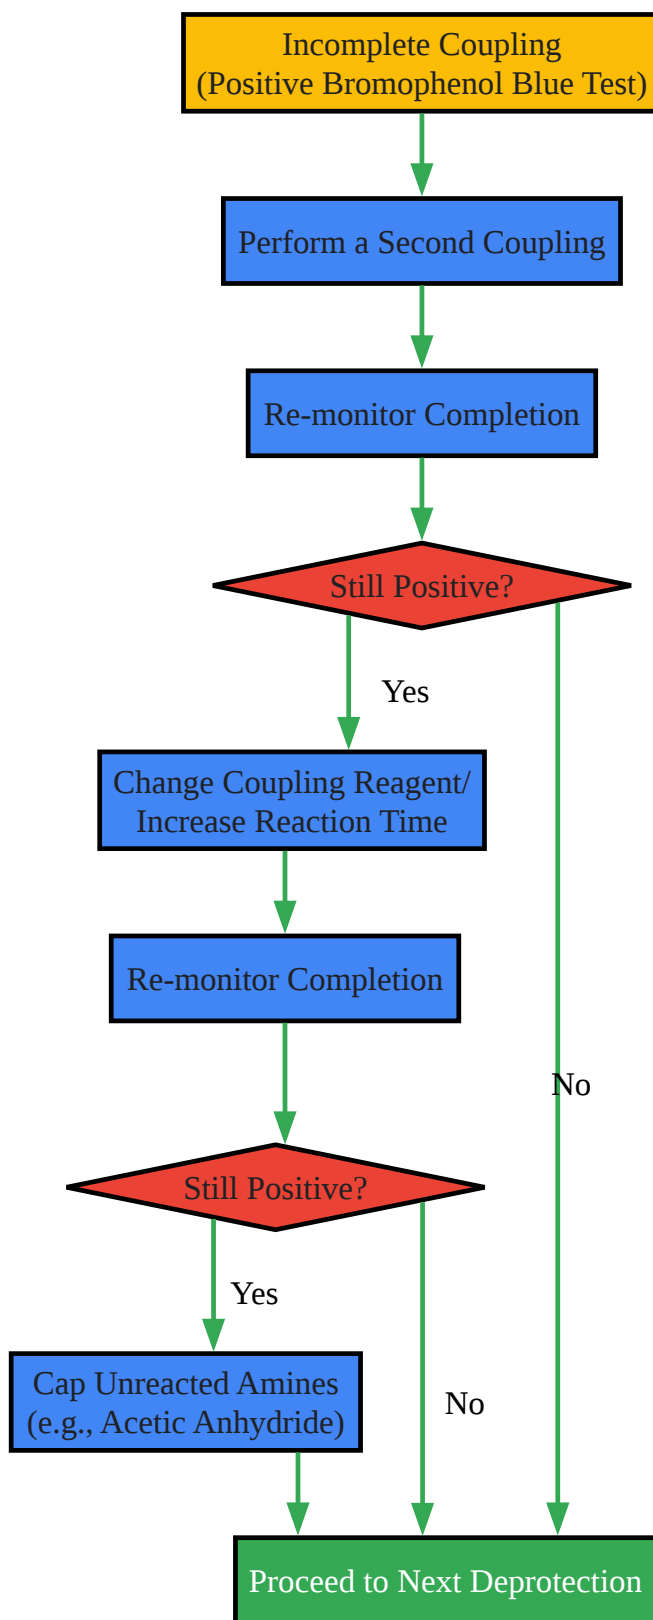 Incomplete Coupling
(Positive Bromophenol Blue Test)
Perform a Second Coupling
Re-monitor Completion
Still Positive?
Yes
Change Coupling Reagent/
Increase Reaction Time
Re-monitor Completion
No
Still Positive?
Yes
Cap Unreacted Amines
(e.g., Acetic Anhydride)
No
Proceed to Next Deprotection